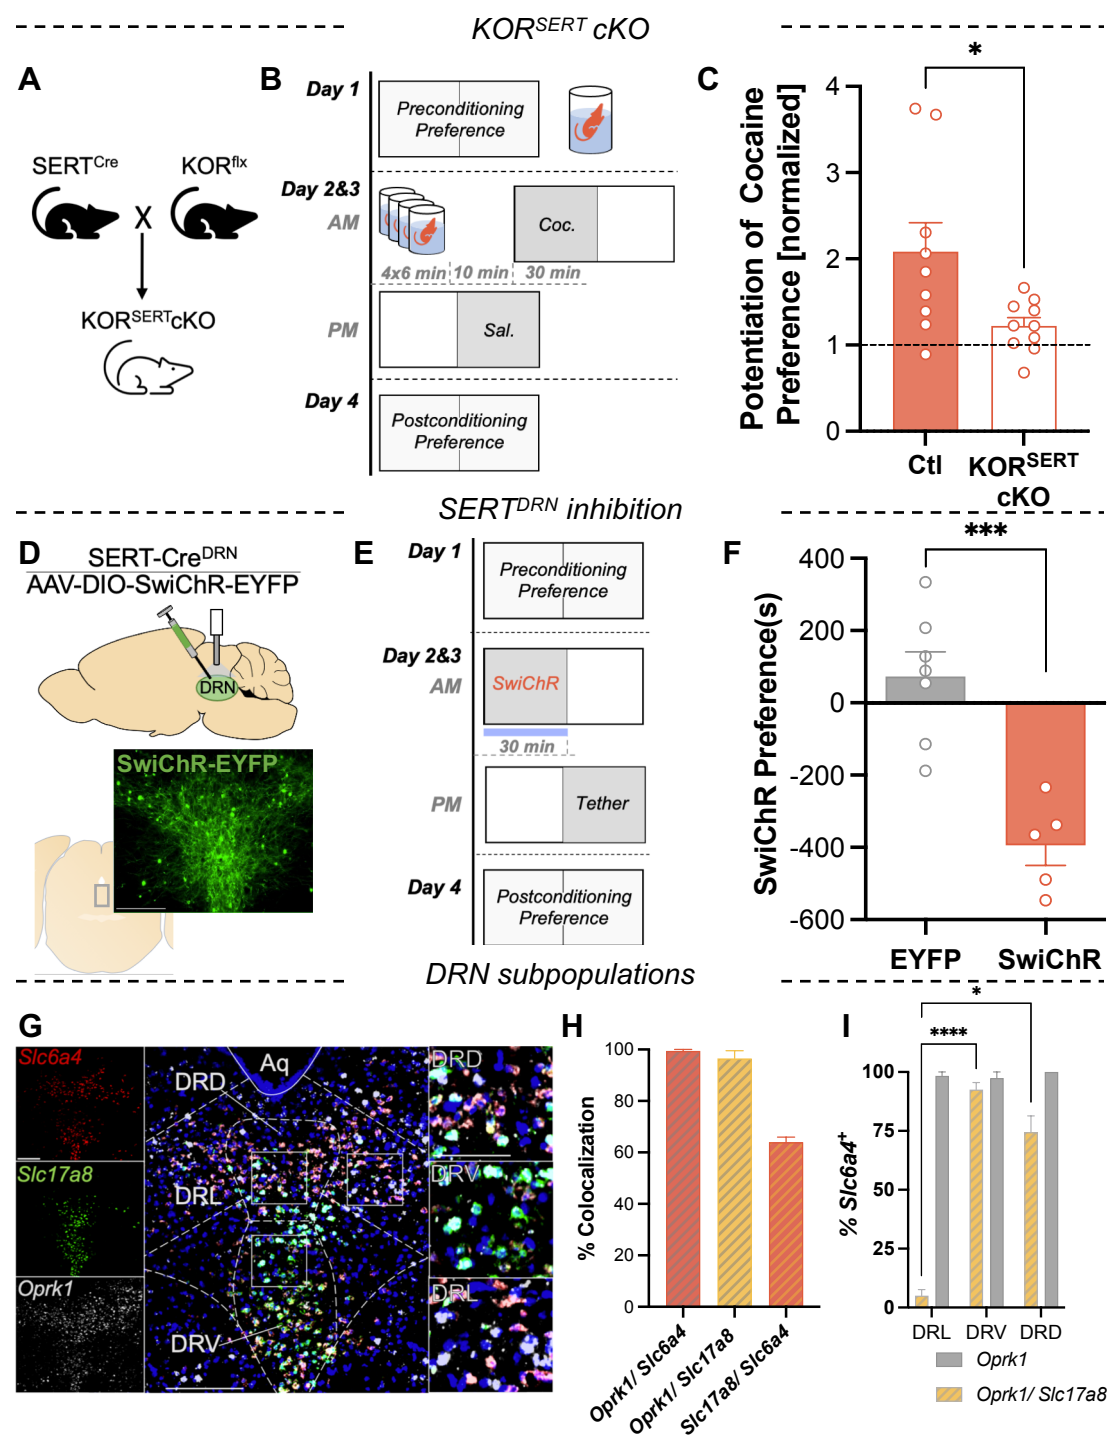 KOR^SERT cKO
A
SERT^Cre
KOR^flx
X
KOR^SERT cKO
B
Day 1
Preconditioning
Preference
Day 2&3
AM
Coc.
4x6 min
10 min
30 min
PM
Sal.
Day 4
Postconditioning
Preference
C
*
Potentiation of Cocaine
Preference [normalized]
4
3
2
1
0
Ctl
KOR^SERT
cKO
SERT^DRN inhibition
D
SERT-Cre^DRN
AAV-DIO-SwiChR-EYFP
DRN
SwiChR-EYFP
E
Day 1
Preconditioning
Preference
Day 2&3
AM
SwiChR
30 min
PM
Tether
Day 4
Postconditioning
Preference
F
***
SwiChR Preference(s)
400
200
0
-200
-400
-600
EYFP
SwiChR
DRN subpopulations
G
Slc6a4
Slc17a8
Oprk1
Aq
DRD
DRL
DRV
DRD
DRV
DRL
H
% Colocalization
100
80
60
40
20
0
Oprk1/ Slc6a4
Oprk1/ Slc17a8
Slc17a8/ Slc6a4
I
*
****
% Slc6a4+
100
75
50
25
0
DRL
DRV
DRD
Oprk1
Oprk1/ Slc17a8